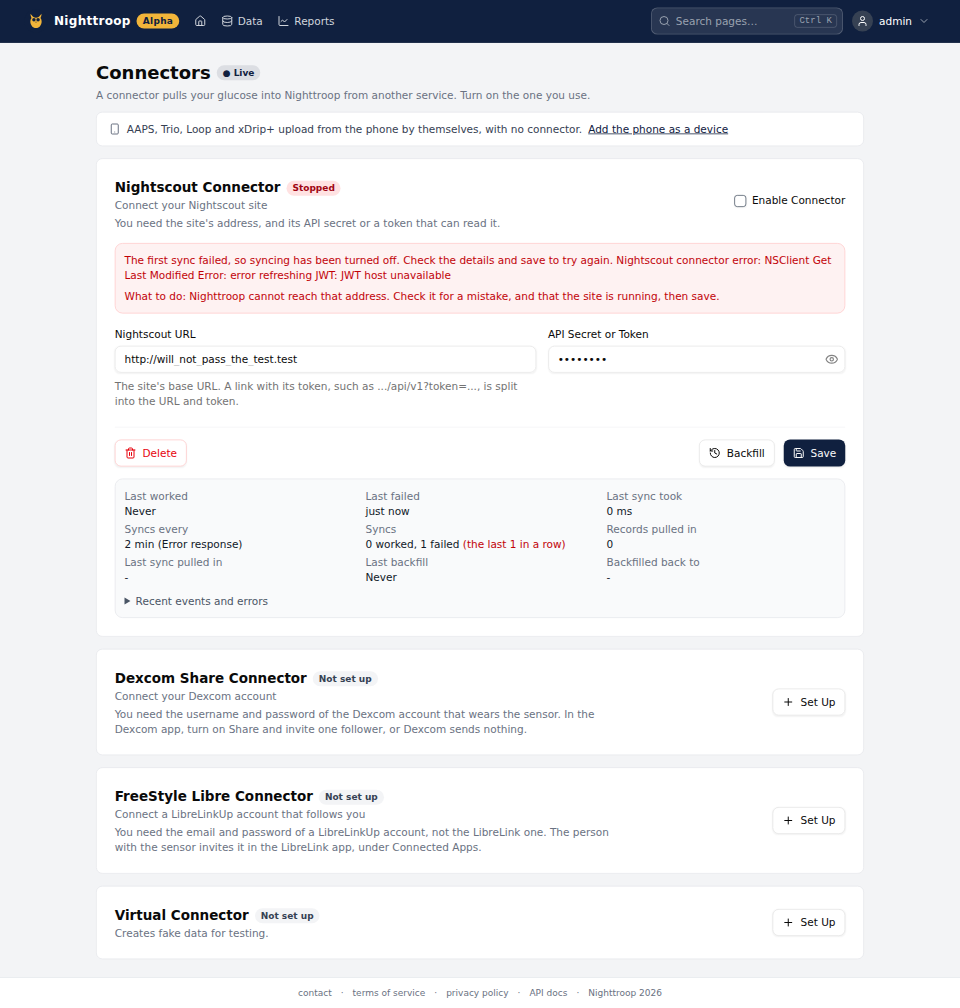 Nighttroop Alpha Data Reports Search pages... Ctrl K admin
Connectors Live
A connector pulls your glucose into Nighttroop from another service. Turn on the one you use.
AAPS, Trio, Loop and xDrip+ upload from the phone by themselves, with no connector. Add the phone as a device
Nightscout Connector Stopped
Connect your Nightscout site
You need the site's address, and its API secret or a token that can read it.
Enable Connector
The first sync failed, so syncing has been turned off. Check the details and save to try again. Nightscout connector error: NSClient Get
Last Modified Error: error refreshing JWT: JWT host unavailable
What to do: Nighttroop cannot reach that address. Check it for a mistake, and that the site is running, then save.
Nightscout URL
http://will_not_pass_the_test.test
The site's base URL. A link with its token, such as .../api/v1?token=..., is split
into the URL and token.
API Secret or Token
••••••••
Delete Backfill Save
Last worked Last failed Last sync took
Never just now 0 ms
Syncs every Syncs Records pulled in
2 min (Error response) 0 worked, 1 failed (the last 1 in a row) 0
Last sync pulled in Last backfill Backfilled back to
- Never -
Recent events and errors
Dexcom Share Connector Not set up
Connect your Dexcom account
You need the username and password of the Dexcom account that wears the sensor. In the
Dexcom app, turn on Share and invite one follower, or Dexcom sends nothing.
Set Up
FreeStyle Libre Connector Not set up
Connect a LibreLinkUp account that follows you
You need the email and password of a LibreLinkUp account, not the LibreLink one. The person
with the sensor invites it in the LibreLink app, under Connected Apps.
Set Up
Virtual Connector Not set up
Creates fake data for testing.
Set Up
contact · terms of service · privacy policy · API docs · Nighttroop 2026